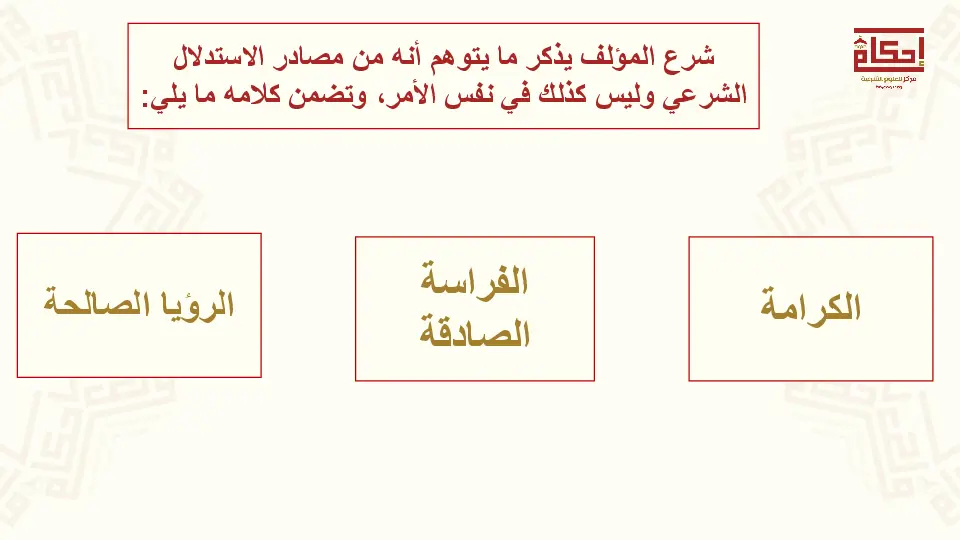 شرع المؤلف يذكر ما يتوهم أنه من مصادر الاستدلال
الشرعي وليس كذلك في نفس الأمر، وتضمن كلامه ما يلي:
إحكام
مركز للعلوم الشرعية
الكرامة
الفراسة
الصادقة
الرؤيا الصالحة